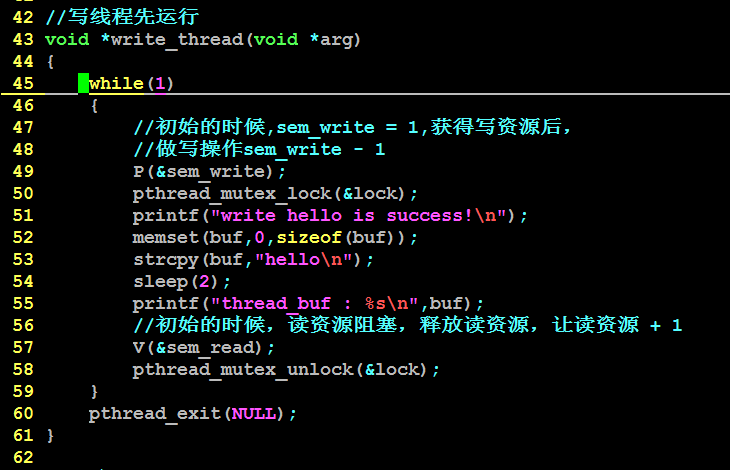 42 //写线程先运行
43 void *write_thread(void *arg)
44 {
45     while(1)
46     {
47         //初始的时候,sem_write = 1,获得写资源后，
48         //做写操作sem_write - 1
49         P(&sem_write);
50         pthread_mutex_lock(&lock);
51         printf("write hello is success!\n");
52         memset(buf,0,sizeof(buf));
53         strcpy(buf,"hello\n");
54         sleep(2);
55         printf("thread_buf : %s\n",buf);
56         //初始的时候，读资源阻塞，释放读资源，让读资源 + 1
57         V(&sem_read);
58         pthread_mutex_unlock(&lock);
59     }
60     pthread_exit(NULL);
61 }
62